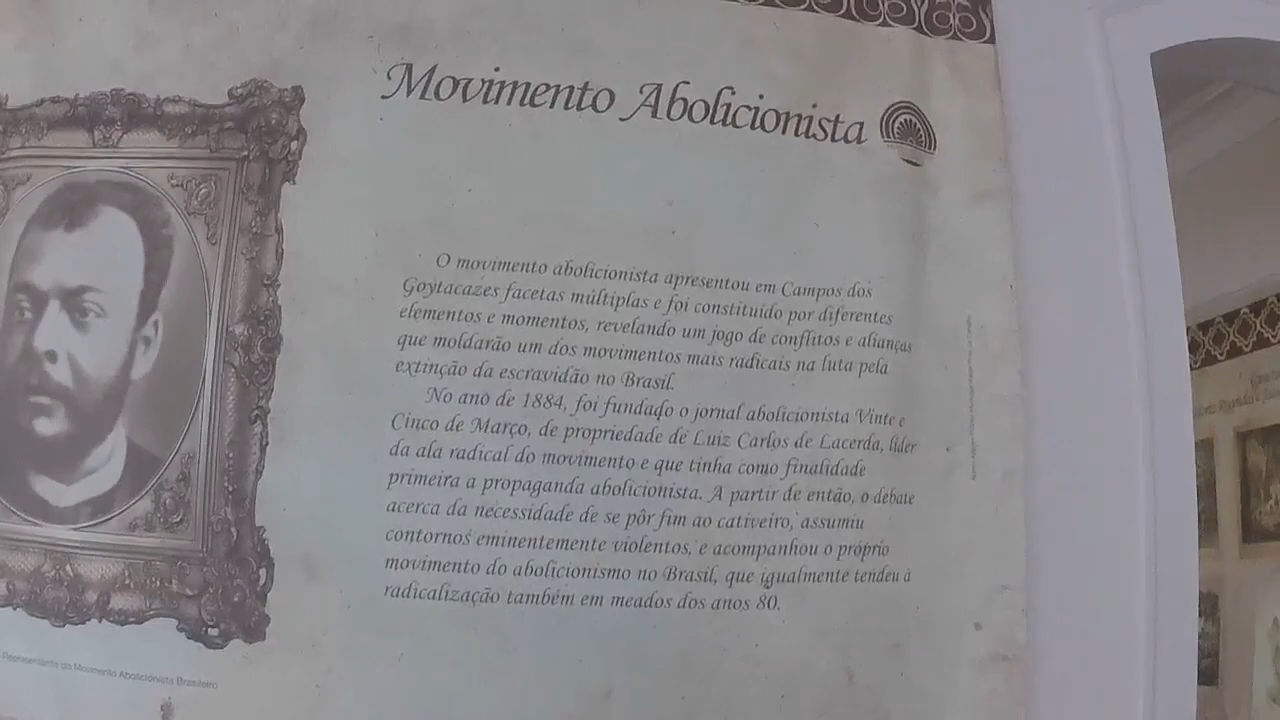 Movimento Abolicionista
O movimento abolicionista apresentou em Campos dos
Goytacazes facetas múltiplas e foi constituído por diferentes
elementos e momentos, revelando um jogo de conflitos e alianças
que moldarão um dos movimentos mais radicais na luta pela
extinção da escravidão no Brasil.
No ano de 1884, foi fundado o jornal abolicionista Vinte e
Cinco de Março, de propriedade de Luiz Carlos de Lacerda, líder
da ala radical do movimento e que tinha como finalidade
primeira a propaganda abolicionista. A partir de então, o debate
acerca da necessidade de se pôr fim ao cativeiro, assumiu
contornos eminentemente violentos, e acompanhou o próprio
movimento do abolicionismo no Brasil, que igualmente tendeu à
radicalização também em meados dos anos 80.
Representante do Movimento Abolicionista Brasileiro